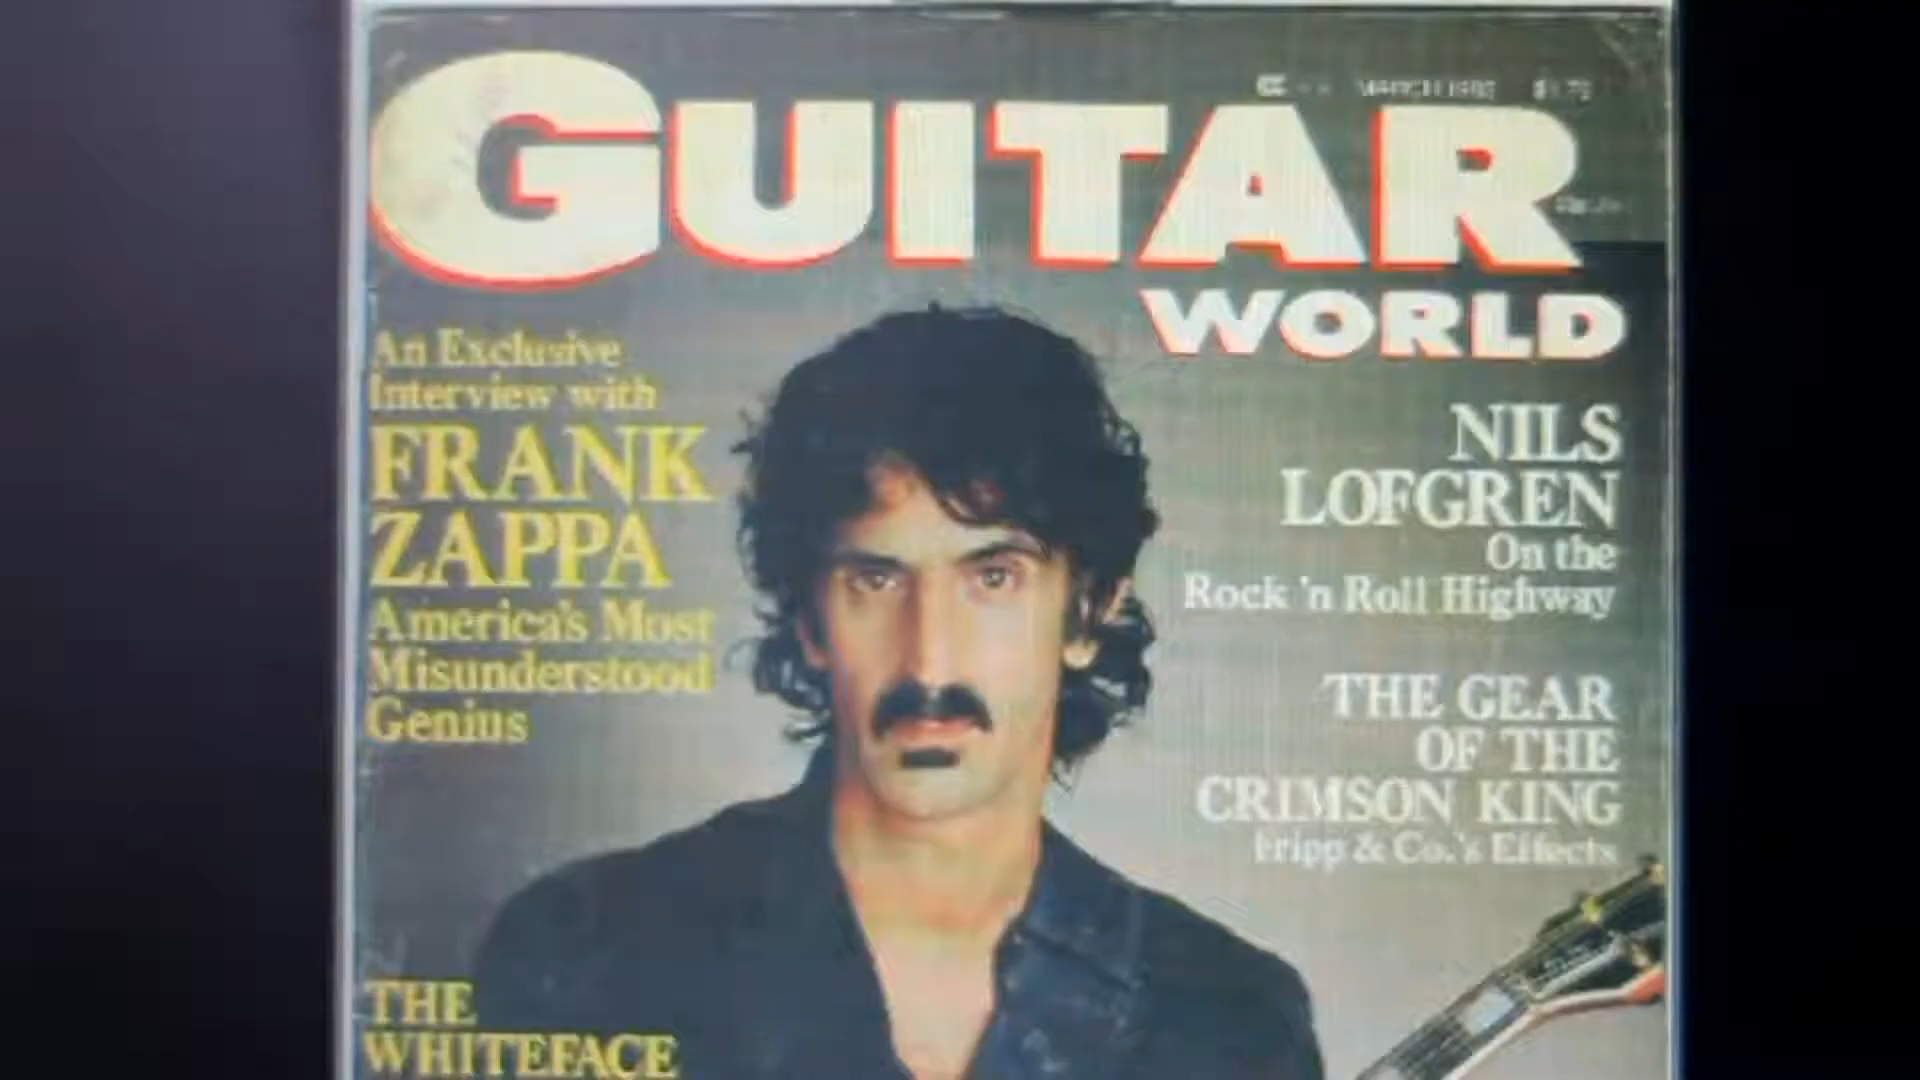 GUITAR
WORLD
An Exclusive
Interview with
FRANK
ZAPPA
America's Most
Misunderstood
Genius
THE
WHITEFACE
NILS
LOFGREN
On the
Rock 'n Roll Highway
THE GEAR
OF THE
CRIMSON KING
Fripp & Co.'s Effects